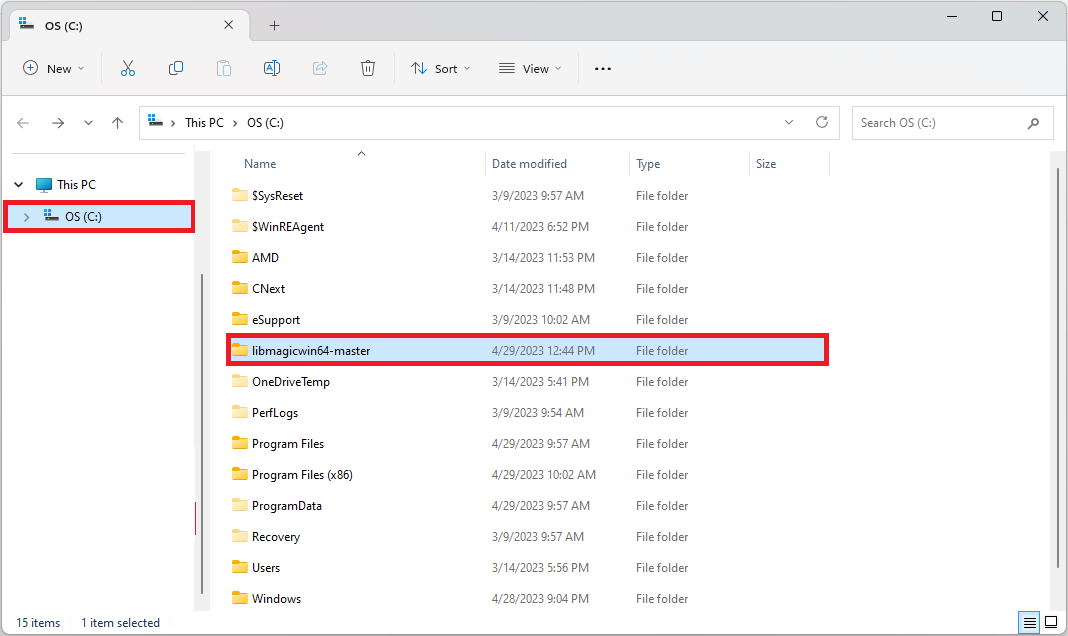 OS (C:)
New
Sort
View
This PC
OS (C:)
Search OS (C:)
This PC
OS (C:)
Name Date modified Type Size
$SysReset 3/9/2023 9:57 AM File folder
$WinREAgent 4/11/2023 6:52 PM File folder
AMD 3/14/2023 11:53 PM File folder
CNext 3/14/2023 11:48 PM File folder
eSupport 3/9/2023 10:02 AM File folder
libmagicwin64-master 4/29/2023 12:44 PM File folder
OneDriveTemp 3/14/2023 5:41 PM File folder
PerfLogs 3/9/2023 9:54 AM File folder
Program Files 4/29/2023 9:57 AM File folder
Program Files (x86) 4/29/2023 10:02 AM File folder
ProgramData 4/29/2023 9:57 AM File folder
Recovery 3/9/2023 9:57 AM File folder
Users 3/14/2023 5:56 PM File folder
Windows 4/28/2023 9:04 PM File folder
15 items 1 item selected